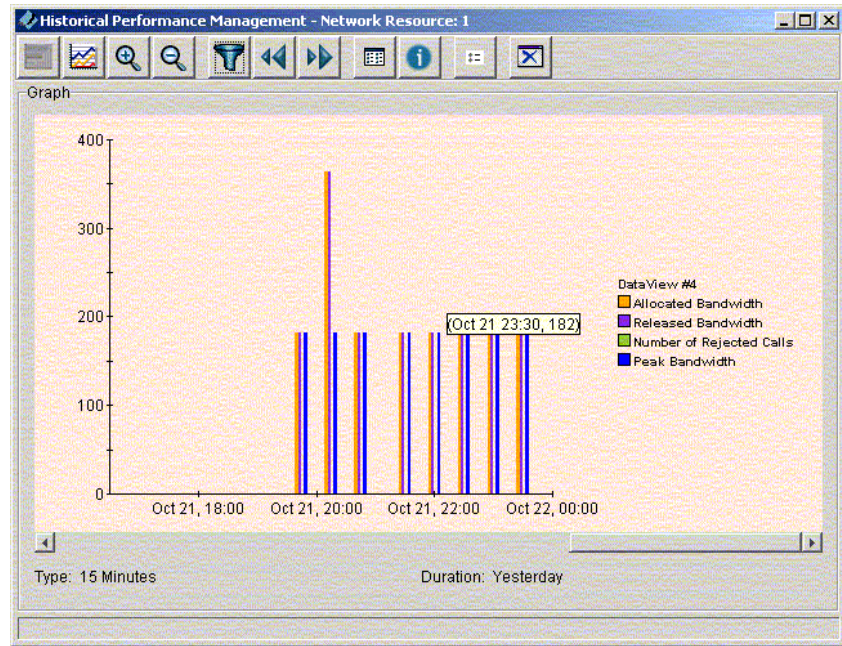 Historical Performance Management - Network Resource: 1
Graph
400
300
200
100
0
(Oct 21 23:30, 182)
DataView #4
Allocated Bandwidth
Released Bandwidth
Number of Rejected Calls
Peak Bandwidth
Oct 21, 18:00 Oct 21, 20:00 Oct 21, 22:00 Oct 22, 00:00
Type: 15 Minutes Duration: Yesterday